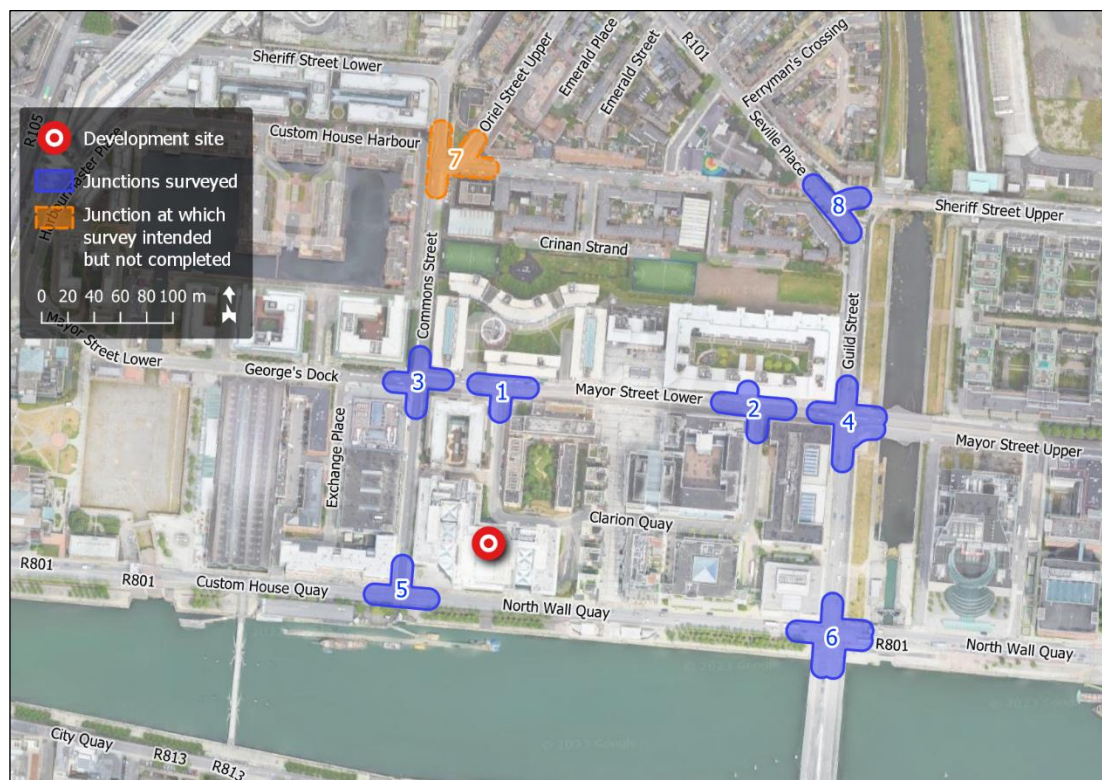 Sheriff Street Lower
Oriel Street Upper
Emerald Place
Emerald Street
R101
Ferryman's Crossing
R105
Development site
Custom House Harbour
7
Seville Place
Junctions surveyed
8
Sheriff Street Upper
Junction at which
survey intended
but not completed
Crinan Strand
0 20 40 60 80 100 m
Commons Street
Guild Street
Mayor Street Lower
George's Dock
3
1
Mayor Street Lower
2
4
Mayor Street Upper
Exchange Place
Clarion Quay
R801
R801
Custom House Quay
5
North Wall Quay
6
R801
North Wall Quay
City Quay
R813
R813